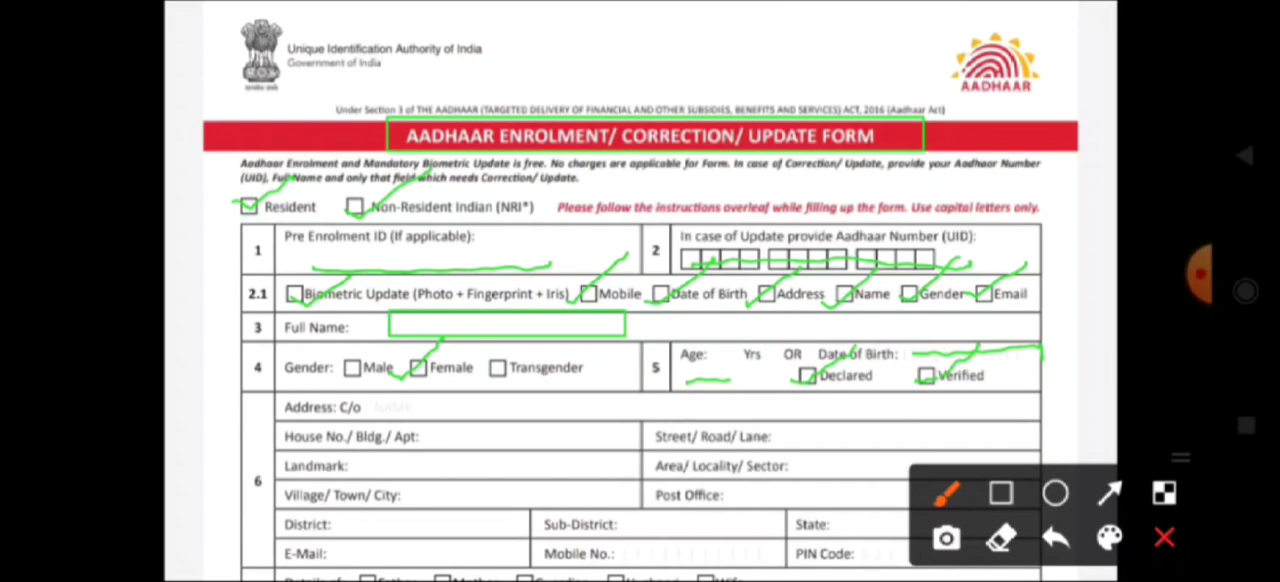 Unique Identification Authority of India
Government of India
AADHAAR
Under Section 3 of THE AADHAAR (TARGETED DELIVERY OF FINANCIAL AND OTHER SUBSIDIES, BENEFITS AND SERVICES) ACT, 2016 (Aadhaar Act)
AADHAAR ENROLMENT/ CORRECTION/ UPDATE FORM
Aadhaar Enrolment and Mandatory Biometric Update is free. No charges are applicable for Form. In case of Correction/ Update, provide your Aadhaar Number
(UID), Full Name and only that field which needs Correction/ Update.
Resident Non-Resident Indian (NRI*) Please follow the instructions overleaf while filling up the form. Use capital letters only.
1 Pre Enrolment ID (If applicable): 2 In case of Update provide Aadhaar Number (UID):
2.1 Biometric Update (Photo + Fingerprint + Iris) Mobile Date of Birth Address Name Gender Email
3 Full Name:
4 Gender: Male Female Transgender 5 Age: Yrs OR Date of Birth:
Declared Verified
6 Address: C/o NAME
House No./ Bldg./ Apt: Street/ Road/ Lane:
Landmark: Area/ Locality/ Sector:
Village/ Town/ City: Post Office:
District: Sub-District: State:
E-Mail: Mobile No.: PIN Code:
Details of: Father Mother Guardian Husband Wife